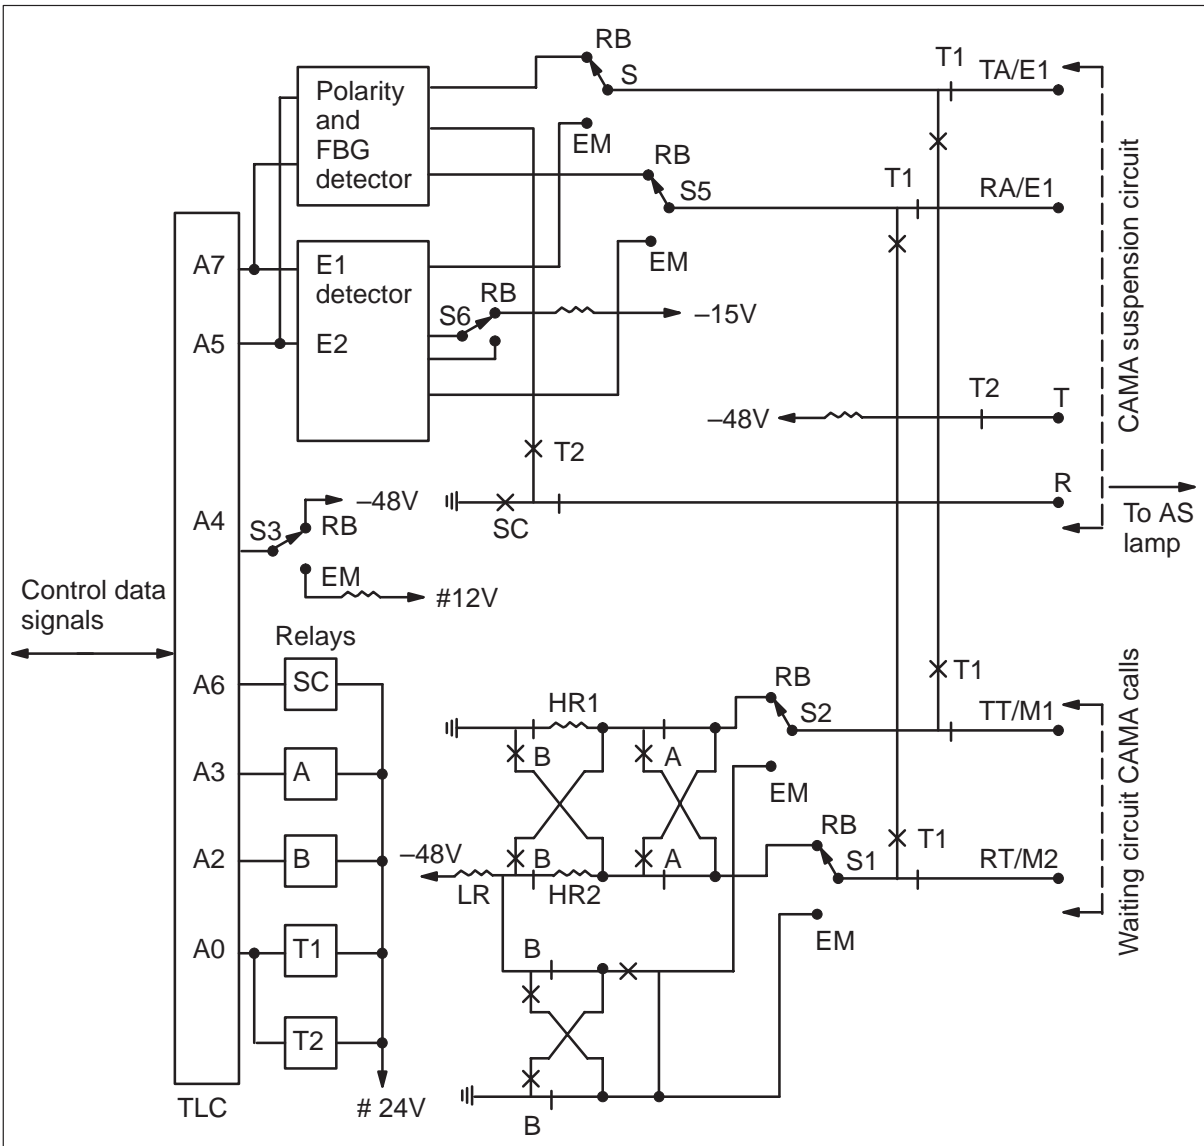 RB
S
T1
TA/E1
Polarity
and
FBG
detector
EM
RB
S5
T1
RA/E1
EM
A7
E1
detector
RB
S6
–15V
A5
E2
T2
T
–48V
T2
R
SC
To AS
lamp
CAMA suspension circuit
A4
S3
–48V
RB
EM
#12V
Control data
signals
Relays
A6
SC
HR1
RB
S2
T1
TT/M1
B
A
EM
A3
A
RB
S1
T1
RT/M2
A2
B
–48V
LR
B
HR2
A
EM
Waiting circuit CAMA calls
A0
T1
B
T2
B
TLC
# 24V